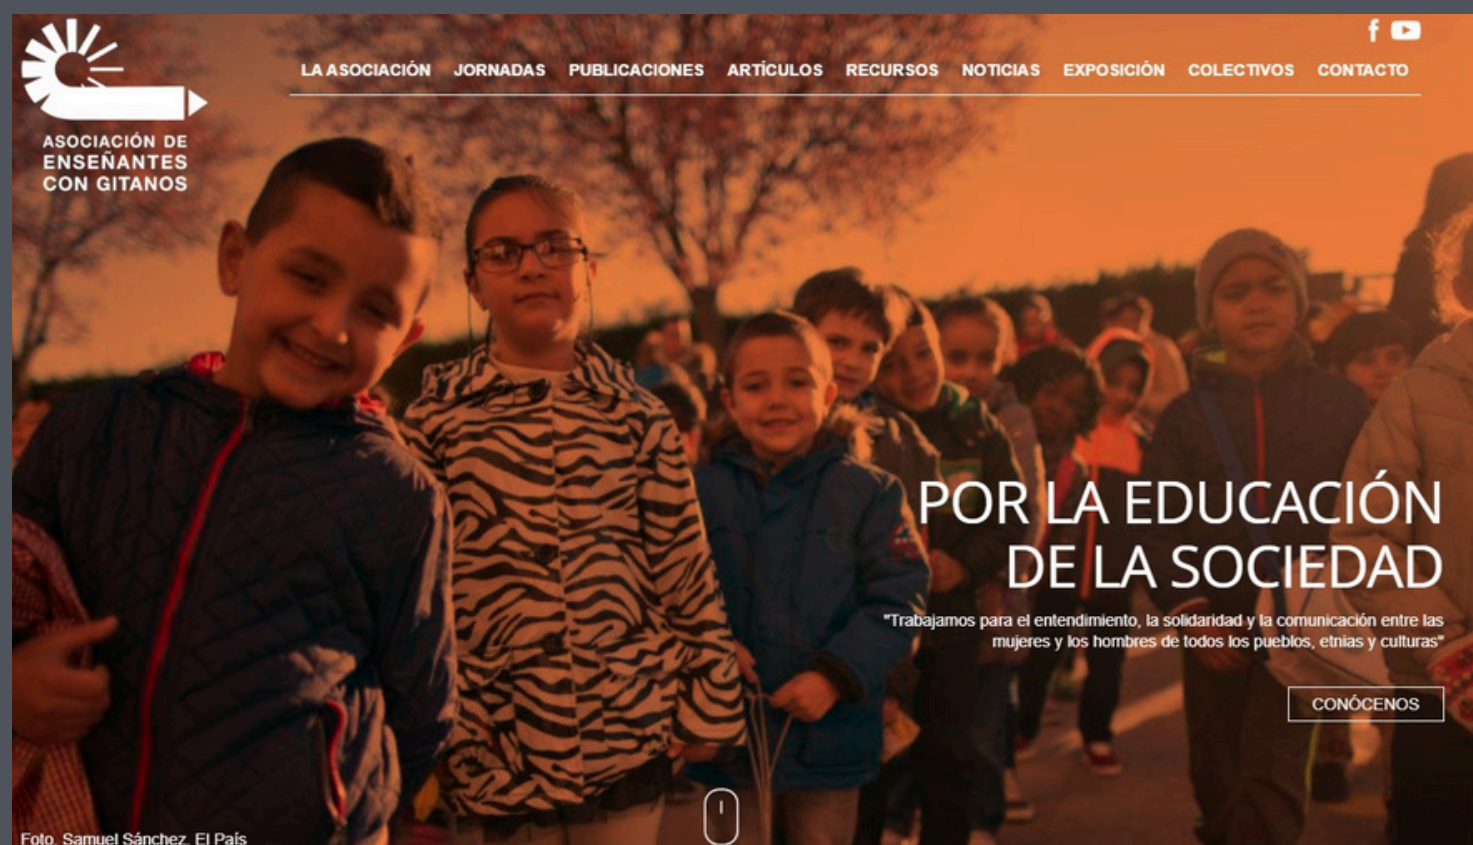 ASOCIACIÓN DE
ENSEÑANTES
CON GITANOS
LA ASOCIACIÓN JORNADAS PUBLICACIONES ARTÍCULOS RECURSOS NOTICIAS EXPOSICIÓN COLECTIVOS CONTACTO
POR LA EDUCACIÓN
DE LA SOCIEDAD
"Trabajamos para el entendimiento, la solidaridad y la comunicación entre las
mujeres y los hombres de todos los pueblos, etnias y culturas"
CONÓCENOS
Foto. Samuel Sánchez. El País